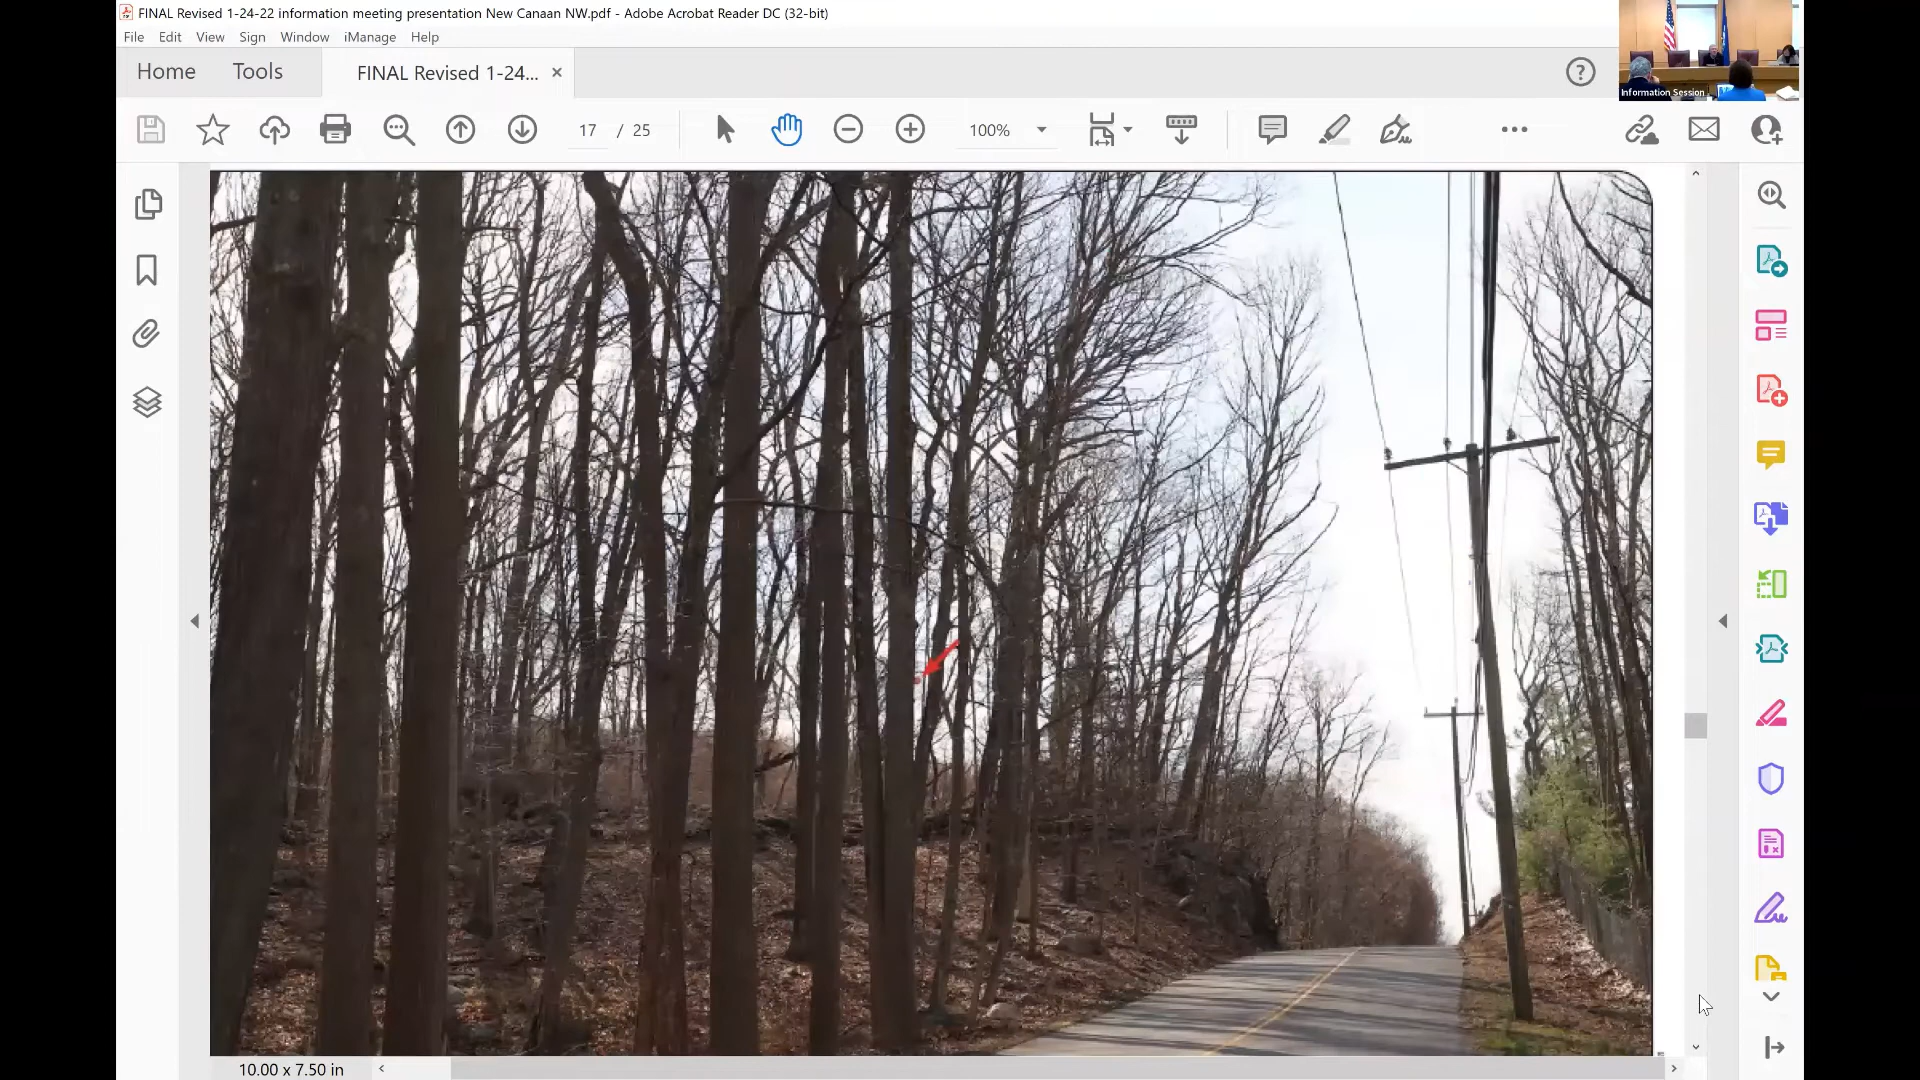 FINAL Revised 1-24-22 information meeting presentation New Canaan NW.pdf - Adobe Acrobat Reader DC (32-bit)
File Edit View Sign Window iManage Help
Home Tools FINAL Revised 1-24...
17 / 25 100%
Information Session
10.00 x 7.50 in